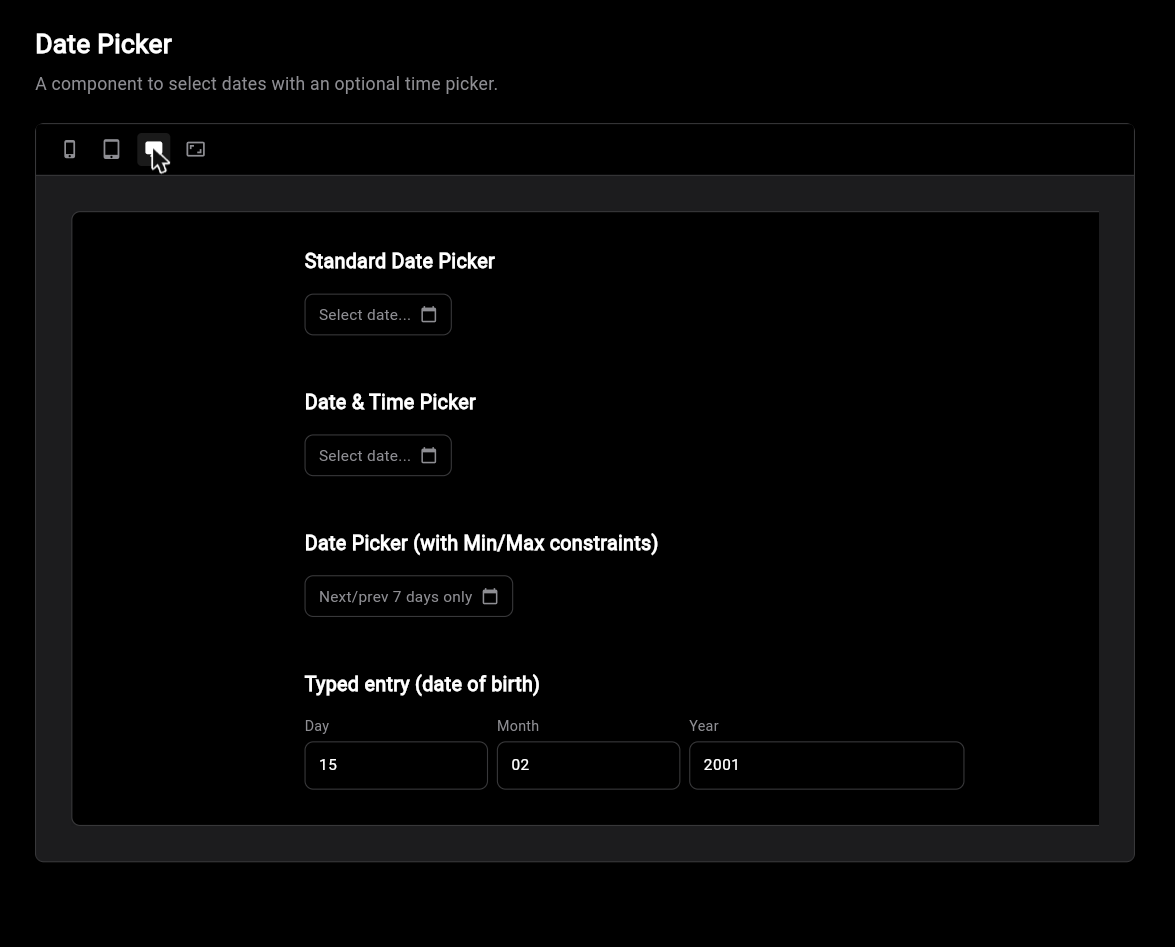 Date Picker
A component to select dates with an optional time picker.
Standard Date Picker
Select date...
Date & Time Picker
Select date...
Date Picker (with Min/Max constraints)
Next/prev 7 days only
Typed entry (date of birth)
Day Month Year
15 02 2001